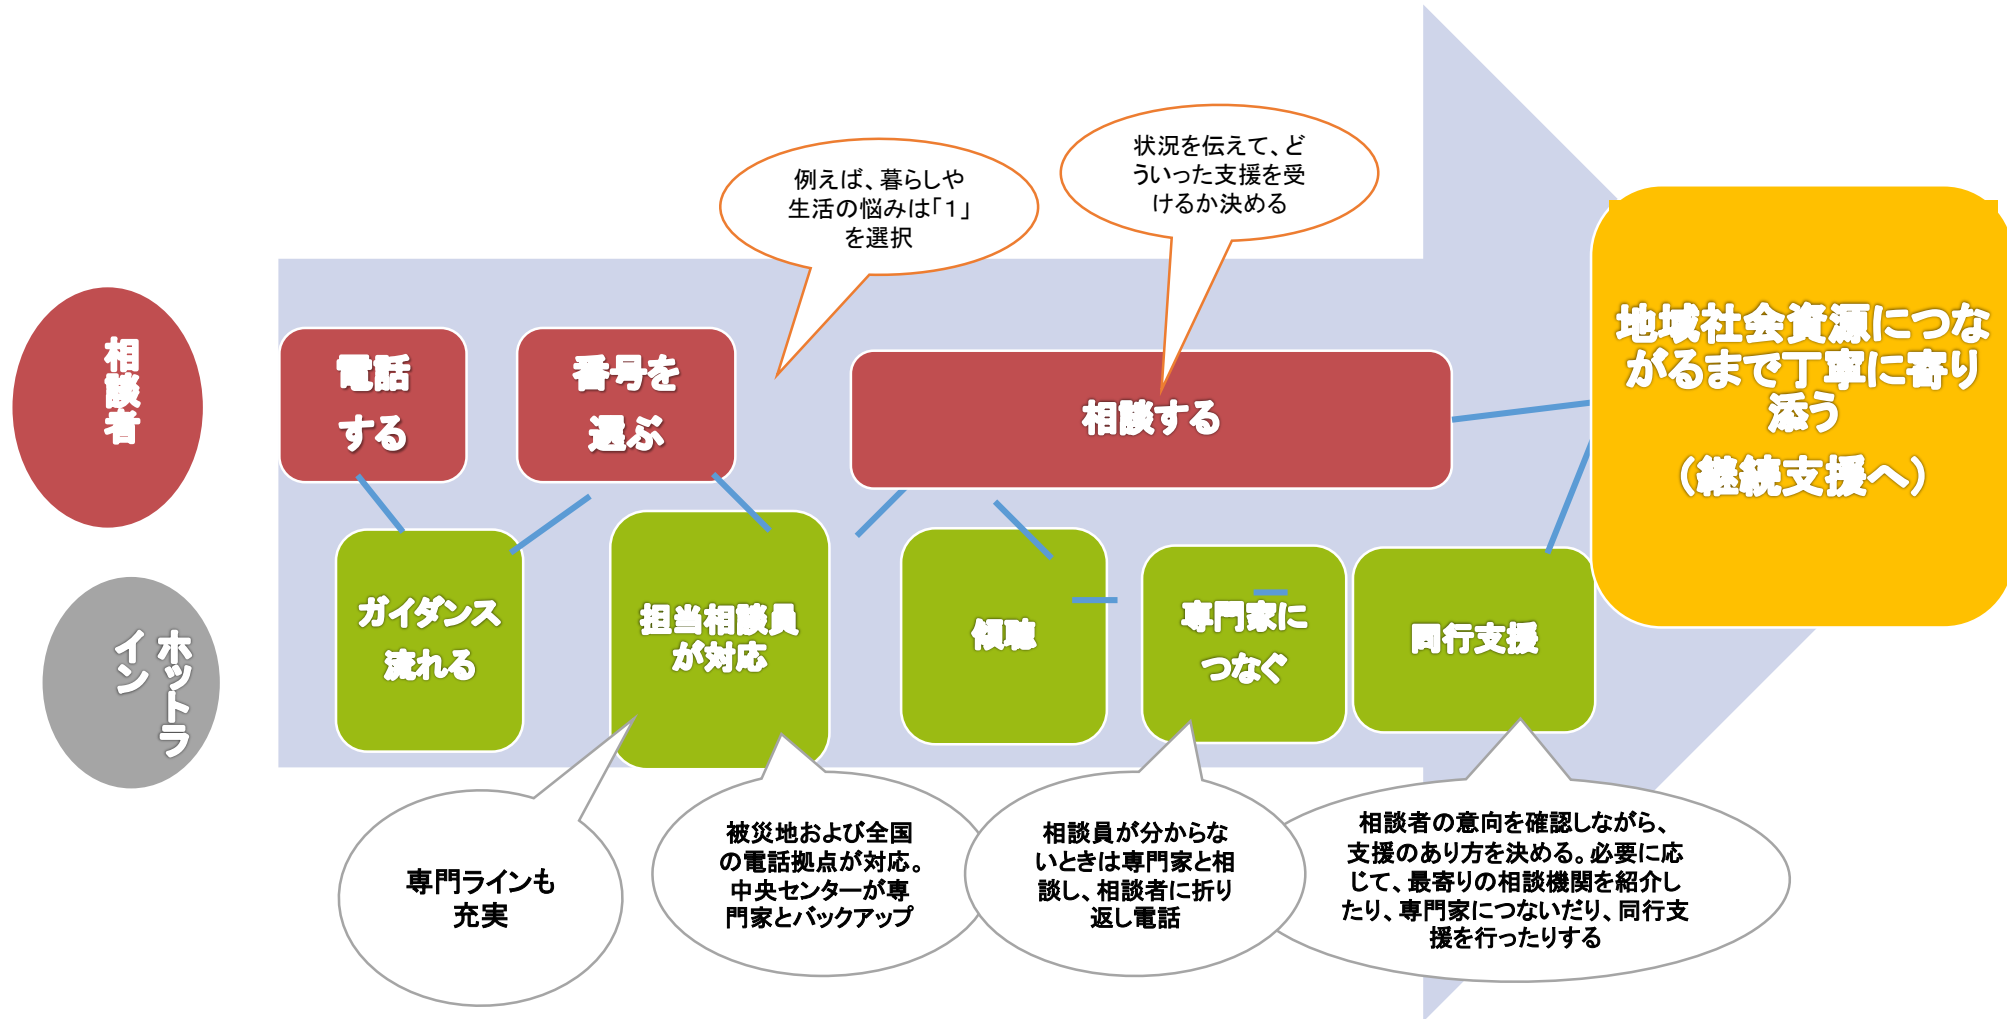 例えば、暮らしや
生活の悩みは「１」
を選択
状況を伝えて、ど
ういった支援を受
けるか決める
相談者
電話
する
番号を
選ぶ
相談する
地域社会資源につな
がるまで丁寧に寄り
添う
（継続支援へ）
ホットラ
イン
ガイダンス
流れる
担当相談員
が対応
傾聴
専門家に
つなぐ
同行支援
専門ラインも
充実
被災地および全国
の電話拠点が対応。
中央センターが専
門家とバックアップ
相談員が分からな
いときは専門家と相
談し、相談者に折り
返し電話
相談者の意向を確認しながら、
支援のあり方を決める。必要に応
じて、最寄りの相談機関を紹介し
たり、専門家につないだり、同行支
援を行ったりする